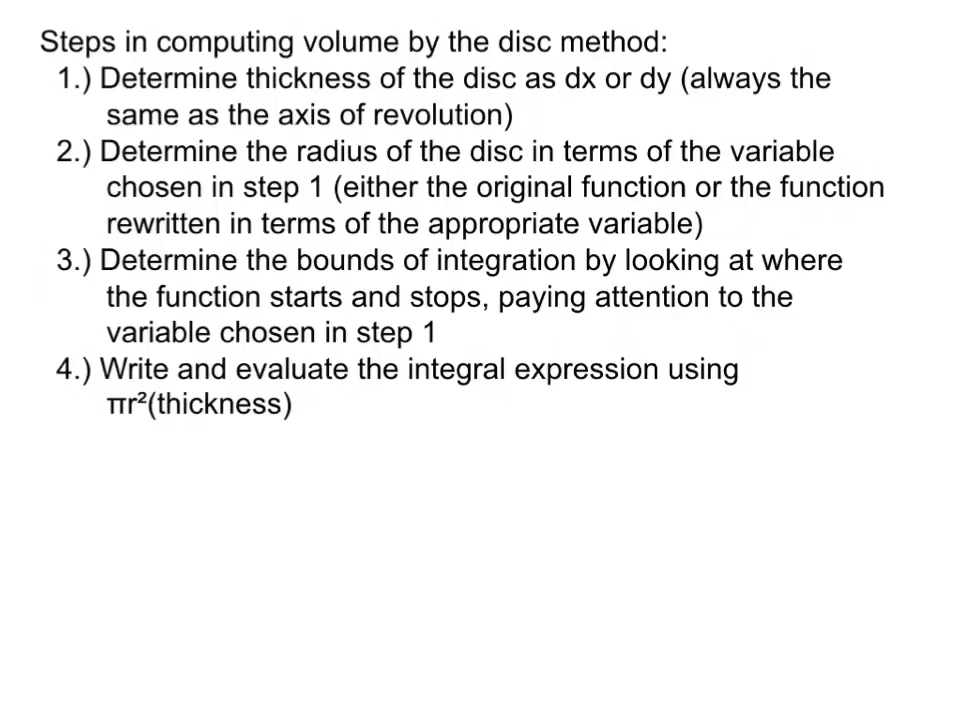 Steps in computing volume by the disc method:
1.) Determine thickness of the disc as dx or dy (always the
same as the axis of revolution)
2.) Determine the radius of the disc in terms of the variable
chosen in step 1 (either the original function or the function
rewritten in terms of the appropriate variable)
3.) Determine the bounds of integration by looking at where
the function starts and stops, paying attention to the
variable chosen in step 1
4.) Write and evaluate the integral expression using
πr²(thickness)